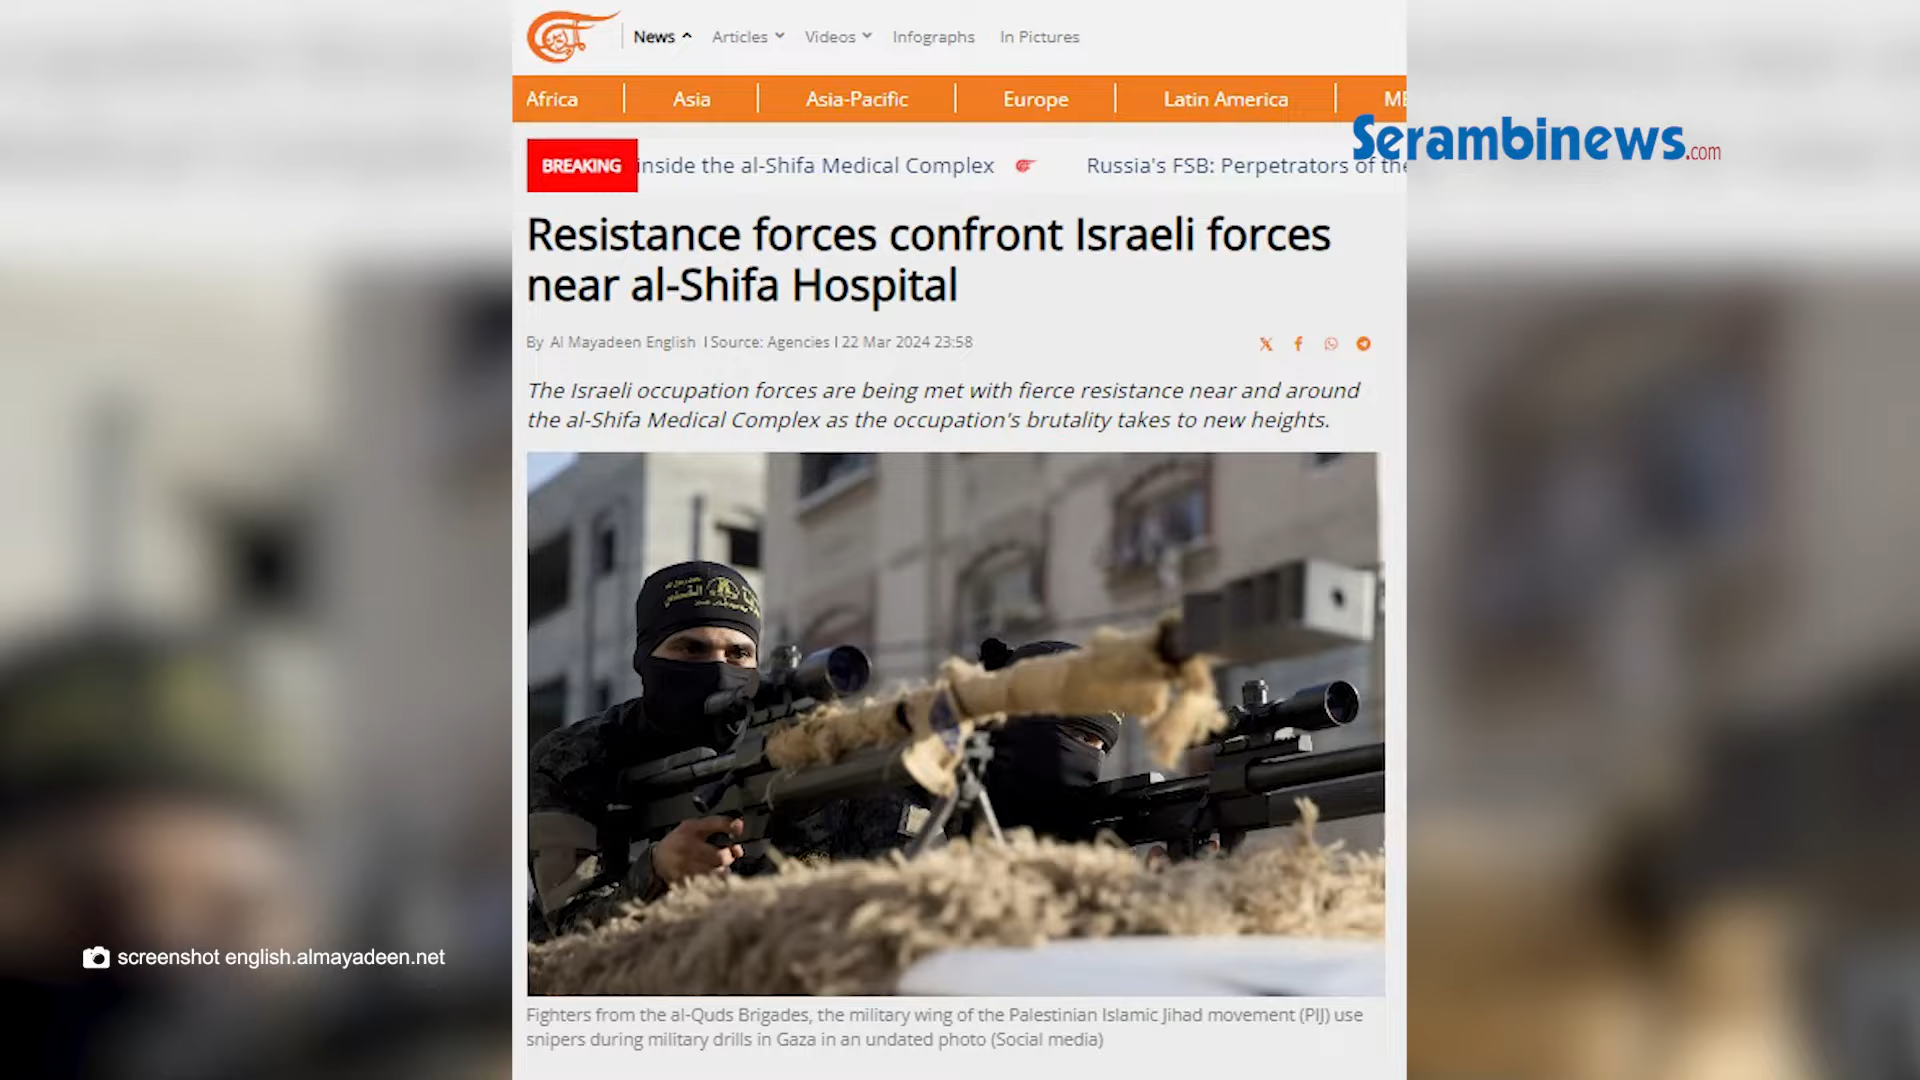 News Articles Videos Infographs In Pictures
Africa Asia Asia-Pacific Europe Latin America
Serambinews.com
BREAKING inside the al-Shifa Medical Complex Russia's FSB: Perpetrators of the
Resistance forces confront Israeli forces
near al-Shifa Hospital
By Al Mayadeen English | Source: Agencies | 22 Mar 2024 23:58
The Israeli occupation forces are being met with fierce resistance near and around
the al-Shifa Medical Complex as the occupation's brutality takes to new heights.
screenshot english.almayadeen.net
Fighters from the al-Quds Brigades, the military wing of the Palestinian Islamic Jihad movement (PIJ) use
snipers during military drills in Gaza in an undated photo (Social media)